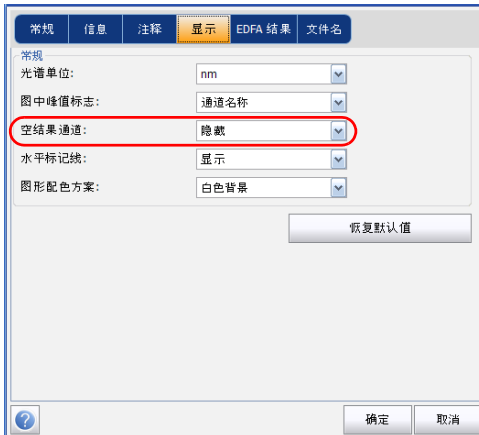 常规 信息 注释 显示 EDFA 结果 文件名
常规
光谱单位: nm
图中峰值标志: 通道名称
空结果通道: 隐藏
水平标记线: 显示
图形配色方案: 白色背景
恢复默认值
? 确定 取消